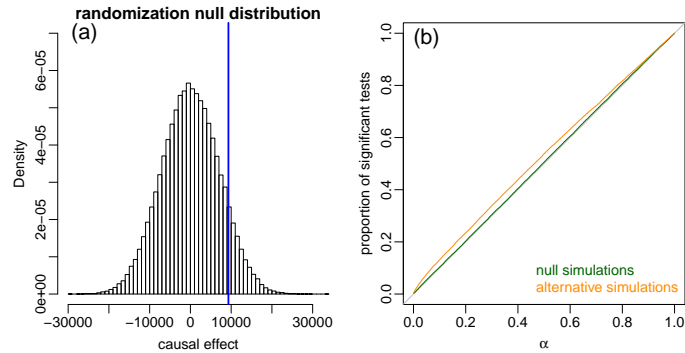 randomization null distribution
(a)
Density
0e+00
2e-05
4e-05
6e-05
-30000
-10000
0
10000
30000
causal effect
(b)
proportion of significant tests
0.0
0.2
0.4
0.6
0.8
1.0
null simulations
alternative simulations
0.0
0.2
0.4
0.6
0.8
1.0
α